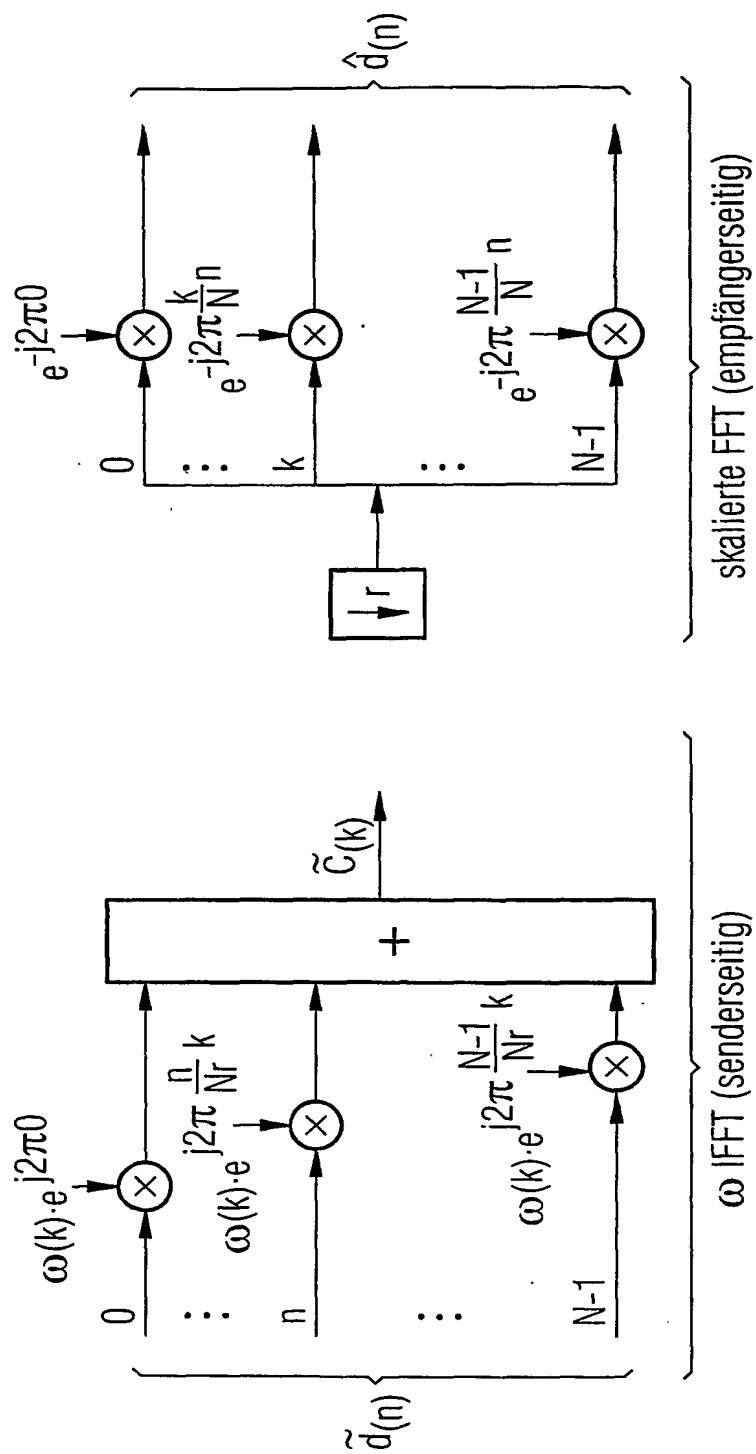 d̃(n)
0
...
n
...
N-1
ω(k)·e^j2π0
ω(k)·e^j2π n/Nr k
ω(k)·e^j2π N-1/Nr k
×
×
×
+
C̃(k)
ω IFFT (senderseitig)
↓r
0
...
k
...
N-1
e^-j2π0
e^-j2π k/N n
e^-j2π N-1/N n
×
×
×
d̂(n)
skalierte FFT (empfängerseitig)